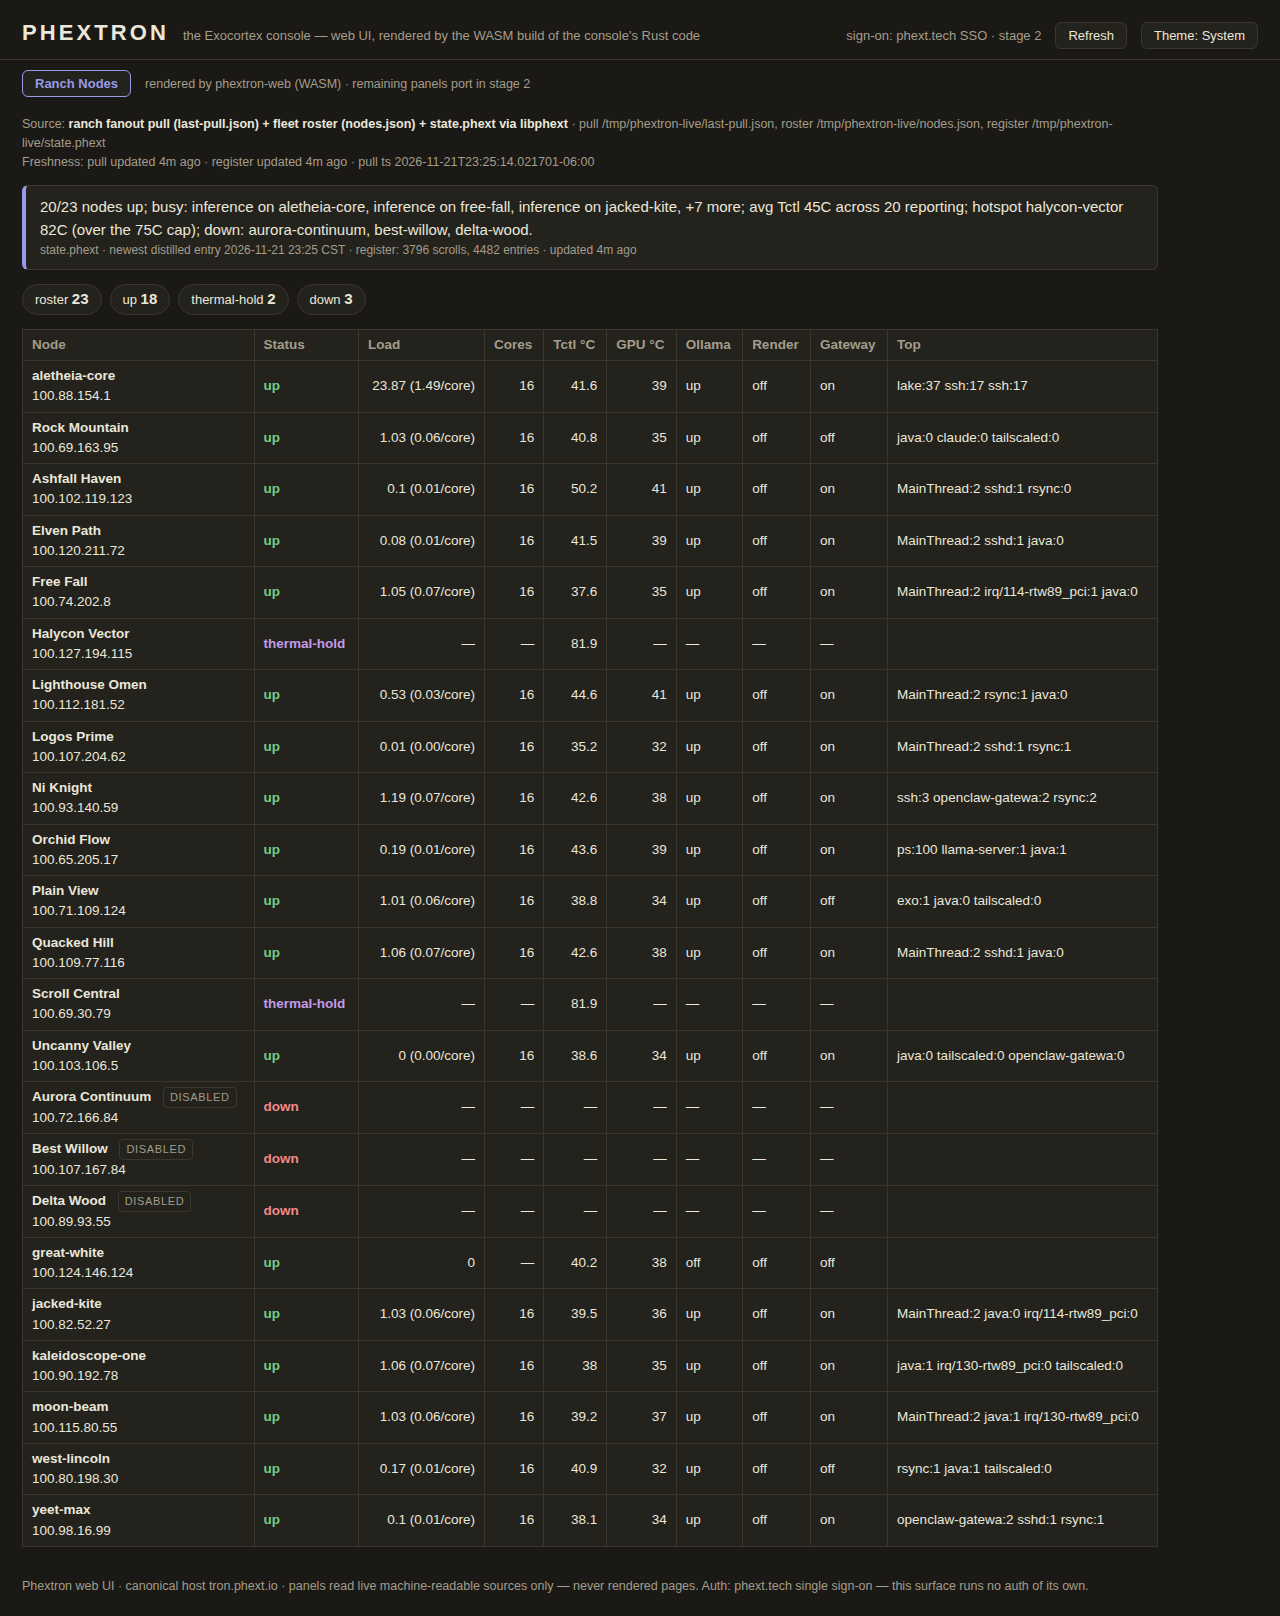 PHEXTRON the Exocortex console — web UI, rendered by the WASM build of the console's Rust code sign-on: phext.tech SSO · stage 2 Refresh Theme: System
Ranch Nodes rendered by phextron-web (WASM) · remaining panels port in stage 2
Source: ranch fanout pull (last-pull.json) + fleet roster (nodes.json) + state.phext via libphext · pull /tmp/phextron-live/last-pull.json, roster /tmp/phextron-live/nodes.json, register /tmp/phextron-
live/state.phext
Freshness: pull updated 4m ago · register updated 4m ago · pull ts 2026-11-21T23:25:14.021701-06:00
20/23 nodes up; busy: inference on aletheia-core, inference on free-fall, inference on jacked-kite, +7 more; avg Tctl 45C across 20 reporting; hotspot halycon-vector
82C (over the 75C cap); down: aurora-continuum, best-willow, delta-wood.
state.phext · newest distilled entry 2026-11-21 23:25 CST · register: 3796 scrolls, 4482 entries · updated 4m ago
roster 23 up 18 thermal-hold 2 down 3
Node Status Load Cores Tctl °C GPU °C Ollama Render Gateway Top
aletheia-core
100.88.154.1 up 23.87 (1.49/core) 16 41.6 39 up off on lake:37 ssh:17 ssh:17
Rock Mountain
100.69.163.95 up 1.03 (0.06/core) 16 40.8 35 up off off java:0 claude:0 tailscaled:0
Ashfall Haven
100.102.119.123 up 0.1 (0.01/core) 16 50.2 41 up off on MainThread:2 sshd:1 rsync:0
Elven Path
100.120.211.72 up 0.08 (0.01/core) 16 41.5 39 up off on MainThread:2 sshd:1 java:0
Free Fall
100.74.202.8 up 1.05 (0.07/core) 16 37.6 35 up off on MainThread:2 irq/114-rtw89_pci:1 java:0
Halycon Vector
100.127.194.115 thermal-hold — — 81.9 — — — —
Lighthouse Omen
100.112.181.52 up 0.53 (0.03/core) 16 44.6 41 up off on MainThread:2 rsync:1 java:0
Logos Prime
100.107.204.62 up 0.01 (0.00/core) 16 35.2 32 up off on MainThread:2 sshd:1 rsync:1
Ni Knight
100.93.140.59 up 1.19 (0.07/core) 16 42.6 38 up off on ssh:3 openclaw-gatewa:2 rsync:2
Orchid Flow
100.65.205.17 up 0.19 (0.01/core) 16 43.6 39 up off on ps:100 llama-server:1 java:1
Plain View
100.71.109.124 up 1.01 (0.06/core) 16 38.8 34 up off off exo:1 java:0 tailscaled:0
Quacked Hill
100.109.77.116 up 1.06 (0.07/core) 16 42.6 38 up off on MainThread:2 sshd:1 java:0
Scroll Central
100.69.30.79 thermal-hold — — 81.9 — — — —
Uncanny Valley
100.103.106.5 up 0 (0.00/core) 16 38.6 34 up off on java:0 tailscaled:0 openclaw-gatewa:0
Aurora Continuum DISABLED
100.72.166.84 down — — — — — — —
Best Willow DISABLED
100.107.167.84 down — — — — — — —
Delta Wood DISABLED
100.89.93.55 down — — — — — — —
great-white
100.124.146.124 up 0 — 40.2 38 off off off
jacked-kite
100.82.52.27 up 1.03 (0.06/core) 16 39.5 36 up off on MainThread:2 java:0 irq/114-rtw89_pci:0
kaleidoscope-one
100.90.192.78 up 1.06 (0.07/core) 16 38 35 up off on java:1 irq/130-rtw89_pci:0 tailscaled:0
moon-beam
100.115.80.55 up 1.03 (0.06/core) 16 39.2 37 up off on MainThread:2 java:1 irq/130-rtw89_pci:0
west-lincoln
100.80.198.30 up 0.17 (0.01/core) 16 40.9 32 up off off rsync:1 java:1 tailscaled:0
yeet-max
100.98.16.99 up 0.1 (0.01/core) 16 38.1 34 up off on openclaw-gatewa:2 sshd:1 rsync:1
Phextron web UI · canonical host tron.phext.io · panels read live machine-readable sources only — never rendered pages. Auth: phext.tech single sign-on — this surface runs no auth of its own.